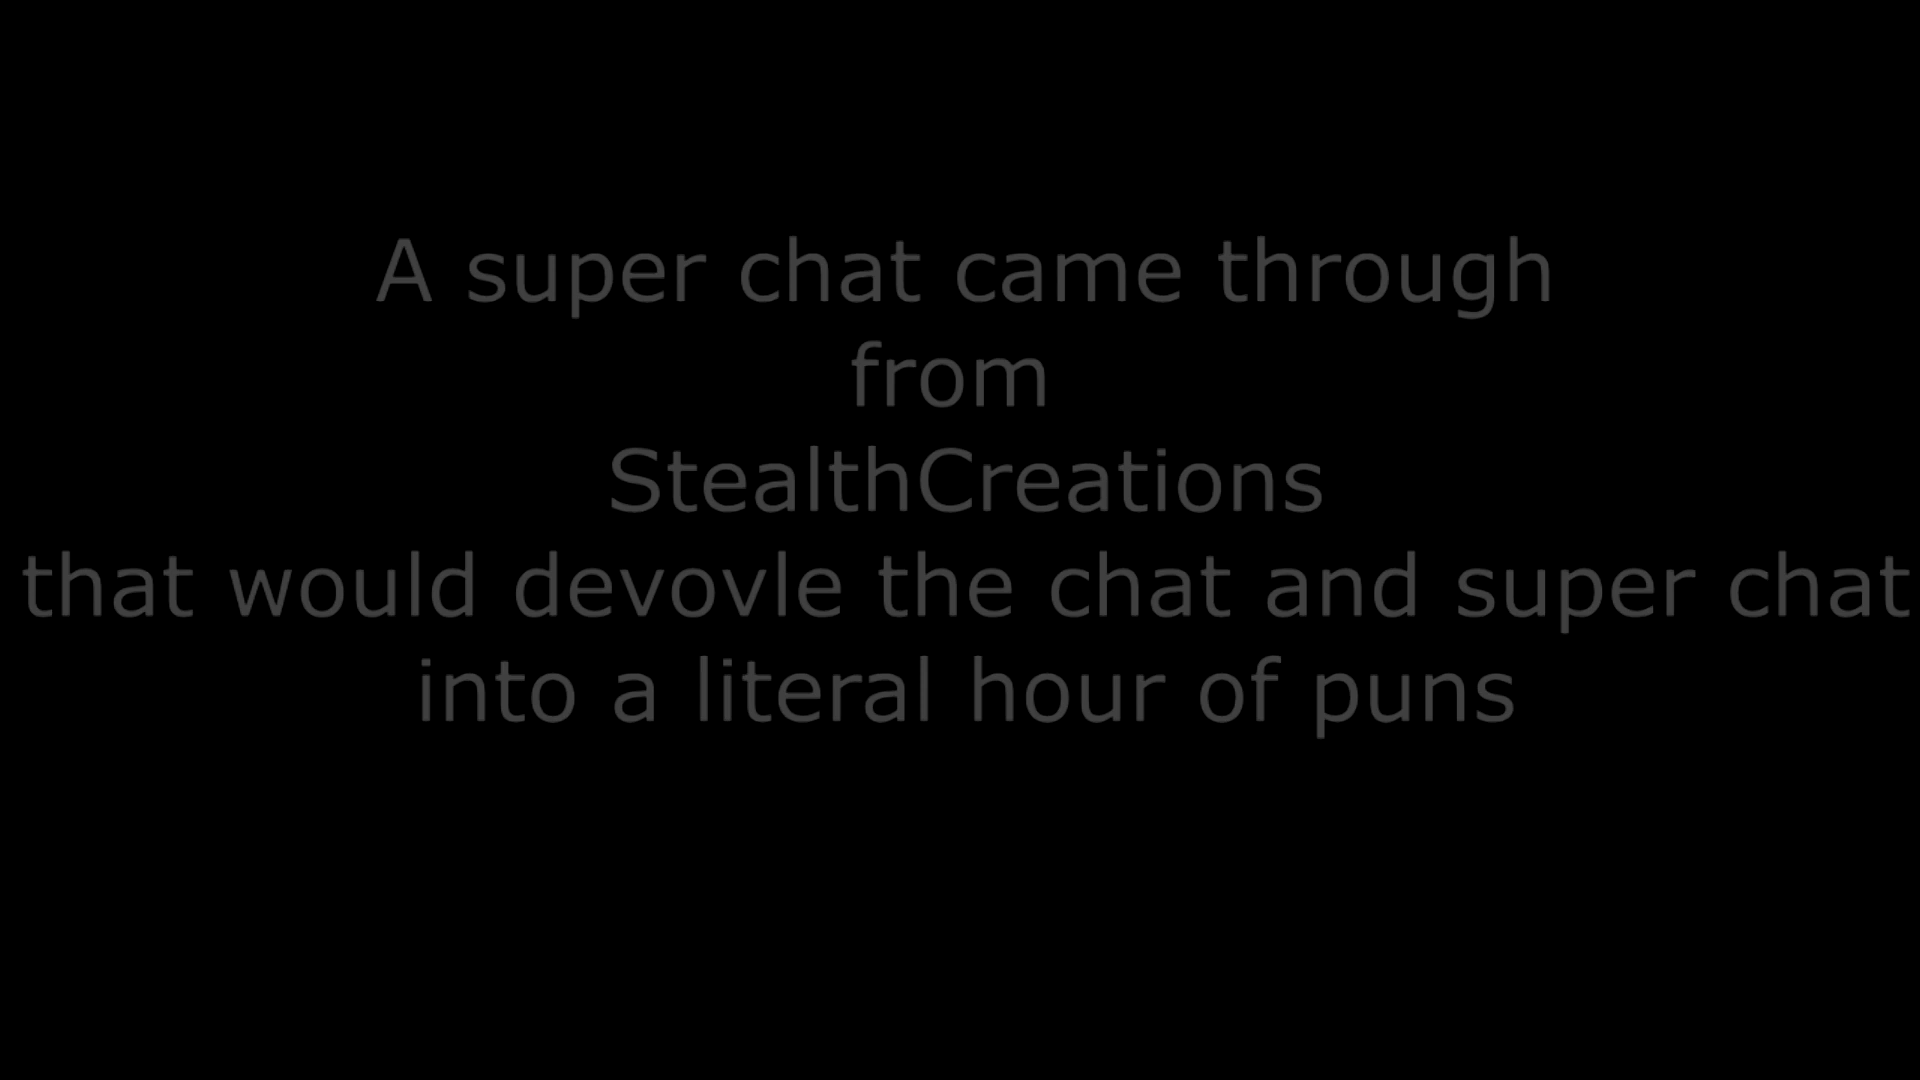 A super chat came through
from
StealthCreations
that would devovle the chat and super chat
into a literal hour of puns